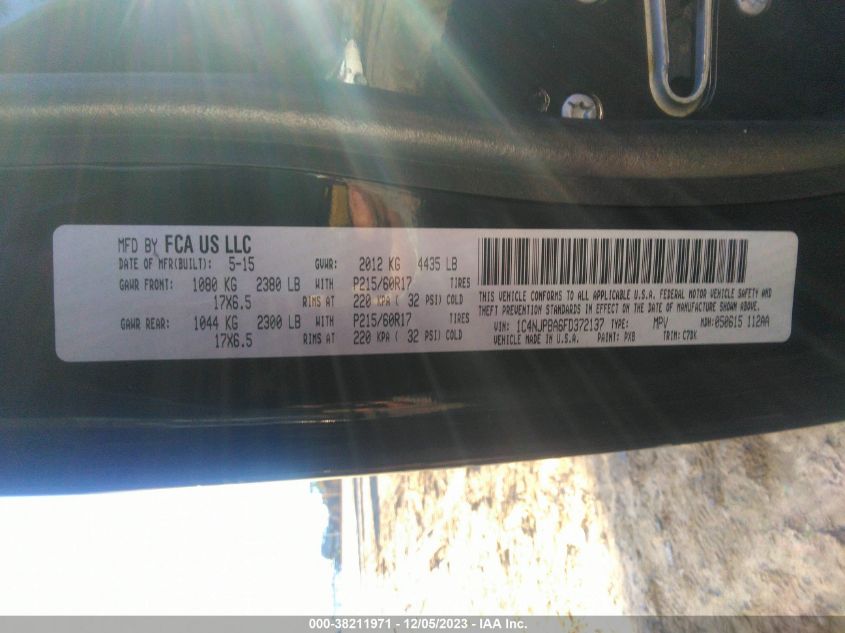 MFD BY FCA US LLC
DATE OF MFR(BUILT): 5-15 GVWR: 2012 KG 4435 LB
GAWR FRONT: 1080 KG 2380 LB WITH P215/60R17 TIRES
17X6.5 RIMS AT 220 KPA ( 32 PSI) COLD
GAWR REAR: 1044 KG 2300 LB WITH P215/60R17 TIRES
17X6.5 RIMS AT 220 KPA ( 32 PSI) COLD
THIS VEHICLE CONFORMS TO ALL APPLICABLE U.S.A. FEDERAL MOTOR VEHICLE SAFETY AND
THEFT PREVENTION STANDARDS IN EFFECT ON THE DATE OF MANUFACTURE SHOWN ABOVE.
VIN: 1C4NJPBA6FD372137 TYPE: MPV MDH:050615 112AA
VEHICLE MADE IN U.S.A. PAINT: PX8 TRIM:
000-38211971 - 12/05/2023 - IAA Inc.